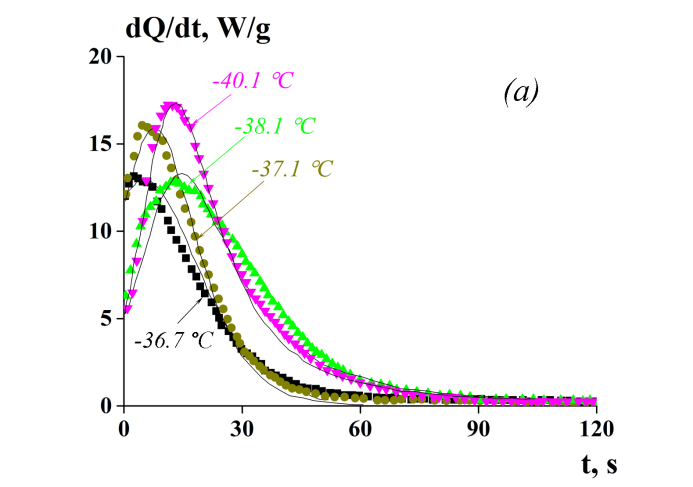 dQ/dt, W/g
20
-40.1 °C
(a)
-38.1 °C
15
-37.1 °C
10
5
-36.7 °C
0
0 30 60 90 120
t, s